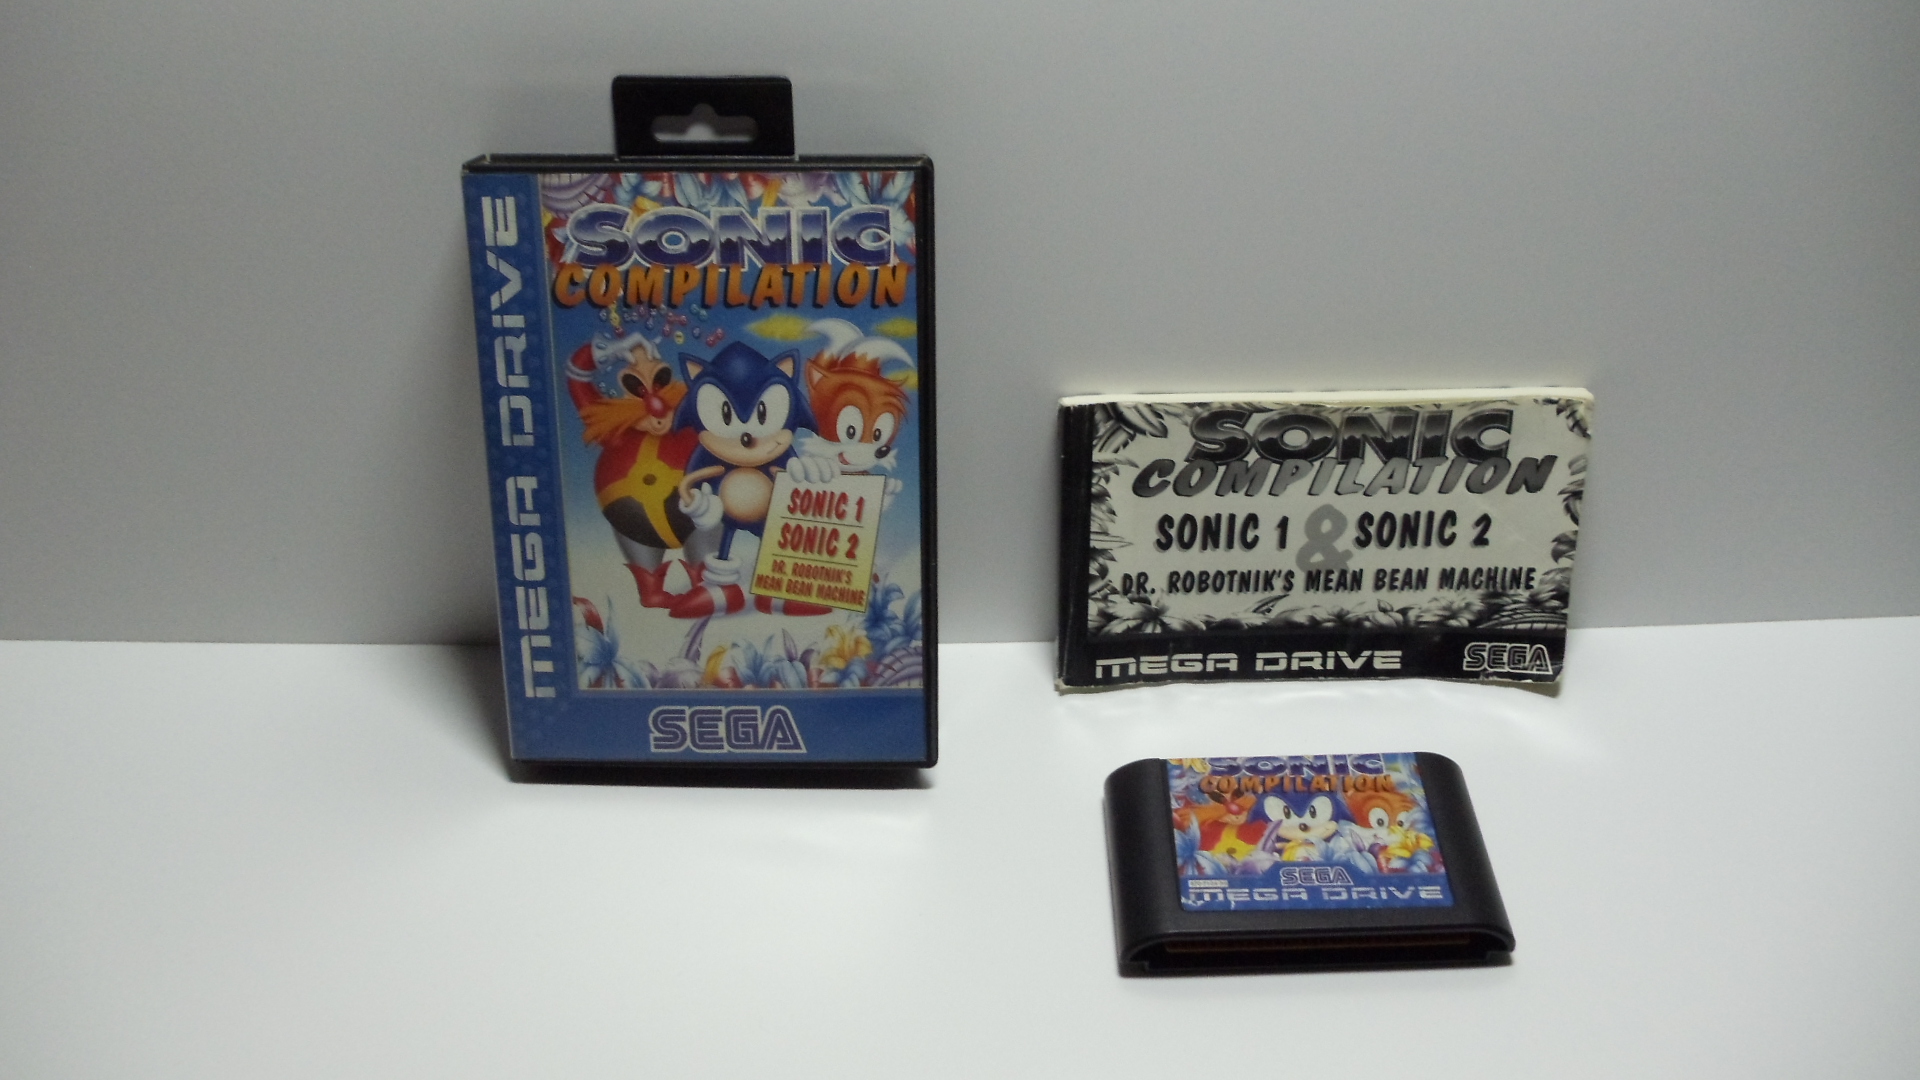 MEGA DRIVE
SONIC
COMPILATION
SONIC 1
SONIC 2
DR. ROBOTNIK'S
MEAN BEAN MACHINE
SEGA
SONIC
COMPILATION
SONIC 1 & SONIC 2
DR. ROBOTNIK'S MEAN BEAN MACHINE
MEGA DRIVE SEGA
SONIC
COMPILATION
SEGA
MEGA DRIVE